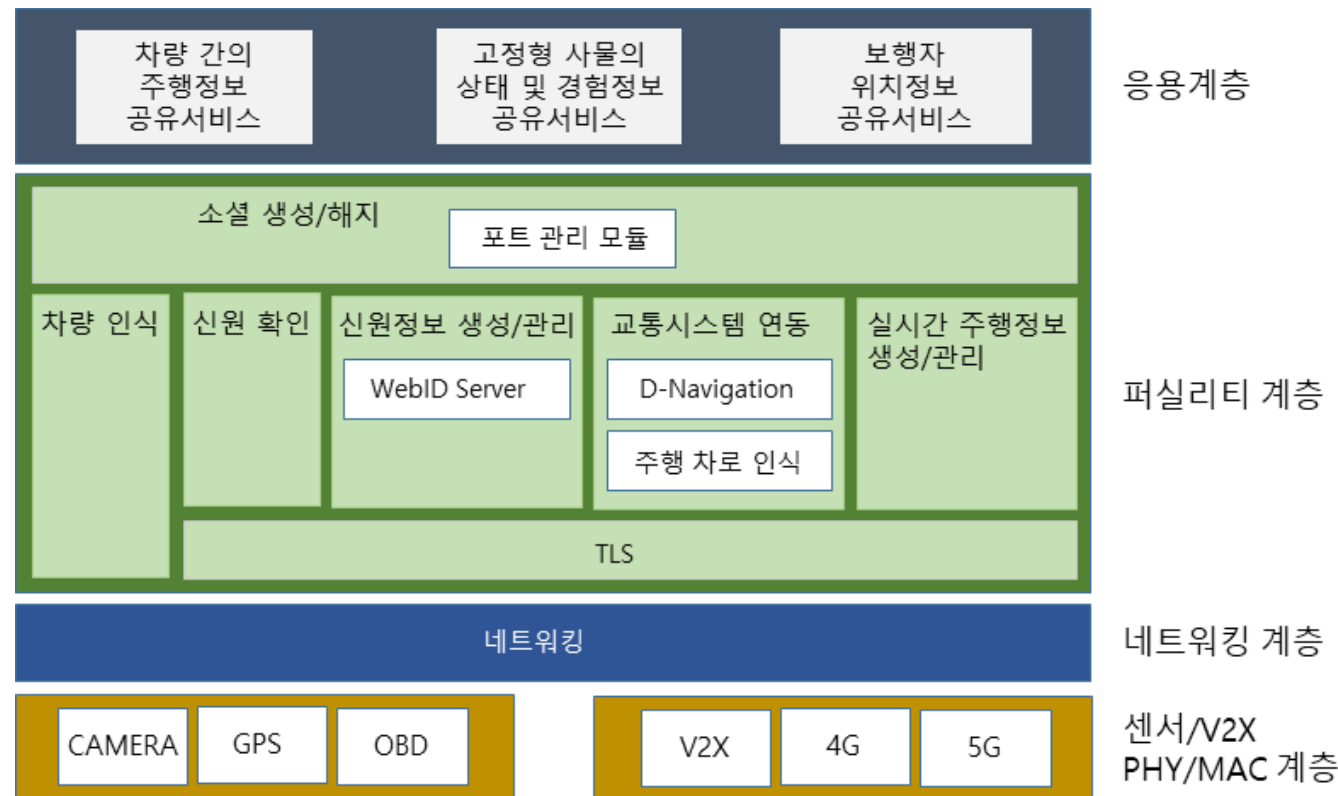 차량 간의
주행정보
공유서비스
고정형 사물의
상태 및 경험정보
공유서비스
보행자
위치정보
공유서비스
응용계층
소셜 생성/해지
포트 관리 모듈
차량 인식
신원 확인
신원정보 생성/관리
WebID Server
교통시스템 연동
D-Navigation
주행 차로 인식
실시간 주행정보
생성/관리
TLS
퍼실리티 계층
네트워킹
네트워킹 계층
CAMERA
GPS
OBD
V2X
4G
5G
센서/V2X
PHY/MAC 계층